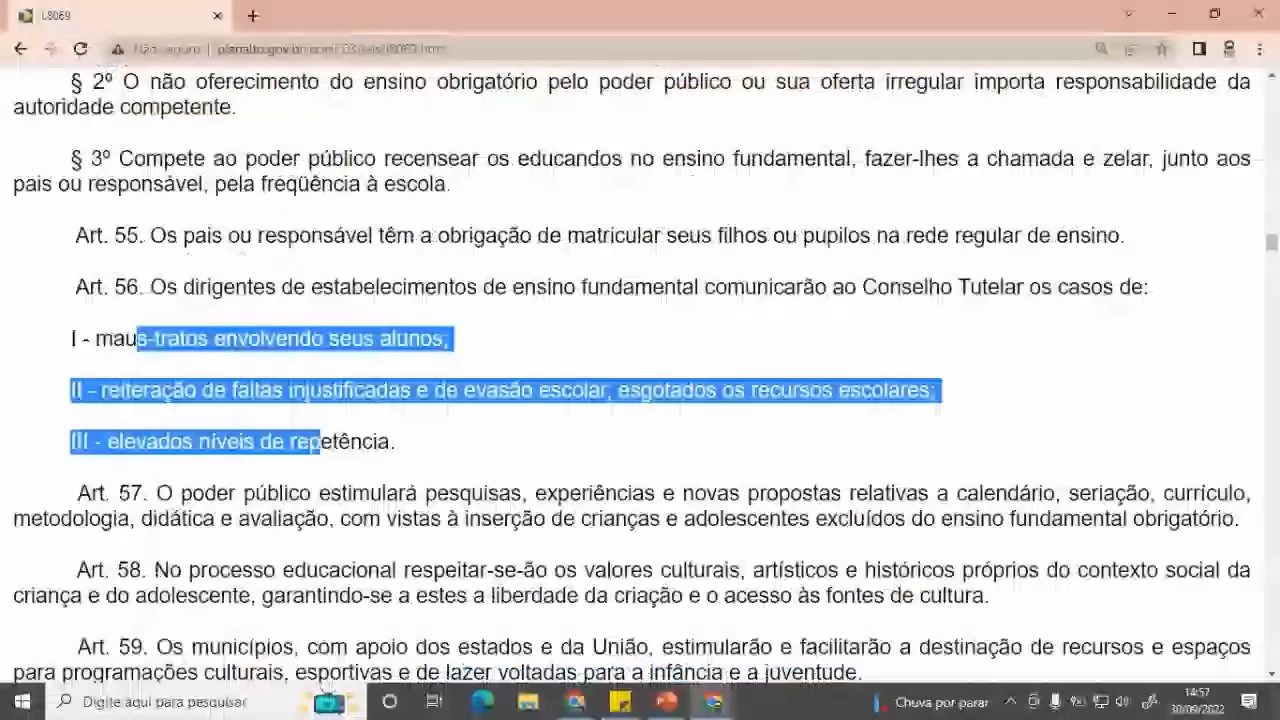 L8069
Não seguro | planalto.gov.br
§ 2º O não oferecimento do ensino obrigatório pelo poder público ou sua oferta irregular importa responsabilidade da
autoridade competente.
§ 3º Compete ao poder público recensear os educandos no ensino fundamental, fazer-lhes a chamada e zelar, junto aos
pais ou responsável, pela freqüência à escola.
Art. 55. Os pais ou responsável têm a obrigação de matricular seus filhos ou pupilos na rede regular de ensino.
Art. 56. Os dirigentes de estabelecimentos de ensino fundamental comunicarão ao Conselho Tutelar os casos de:
I - maus-tratos envolvendo seus alunos;
II - reiteração de faltas injustificadas e de evasão escolar, esgotados os recursos escolares;
III - elevados níveis de repetência.
Art. 57. O poder público estimulará pesquisas, experiências e novas propostas relativas a calendário, seriação, currículo,
metodologia, didática e avaliação, com vistas à inserção de crianças e adolescentes excluídos do ensino fundamental obrigatório.
Art. 58. No processo educacional respeitar-se-ão os valores culturais, artísticos e históricos próprios do contexto social da
criança e do adolescente, garantindo-se a estes a liberdade da criação e o acesso às fontes de cultura.
Art. 59. Os municípios, com apoio dos estados e da União, estimularão e facilitarão a destinação de recursos e espaços
para programações culturais, esportivas e de lazer voltadas para a infância e a juventude.
Digite aqui para pesquisar
Chuva por parar
14:57
30/09/2022